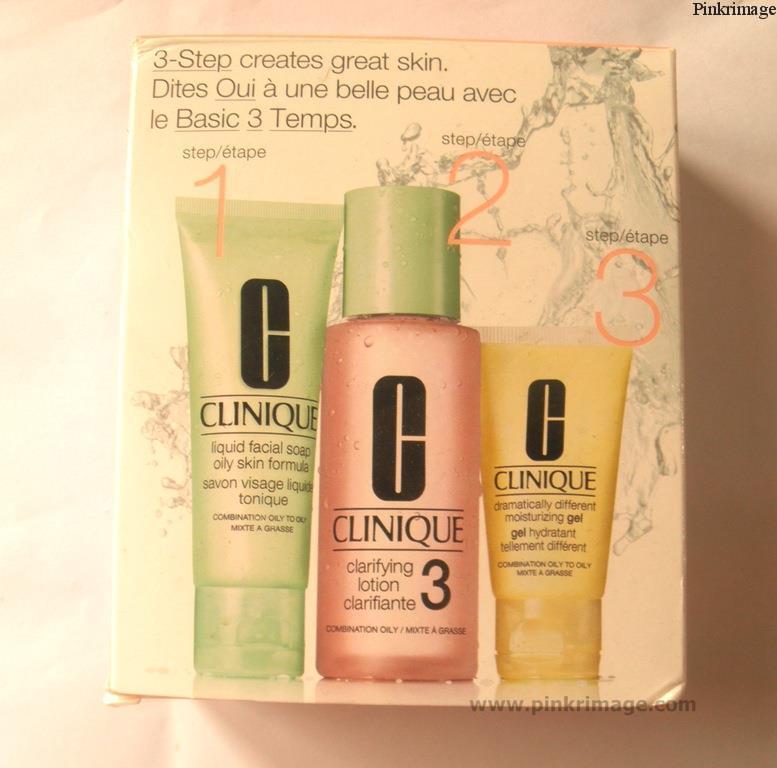 Pinkrimage
3-Step creates great skin.
Dites Oui à une belle peau avec
le Basic 3 Temps.
step/étape
1
step/étape
2
step/étape
3
C
CLINIQUE
liquid facial soap
oily skin formula
savon visage liquide
tonique
COMBINATION OILY TO OILY
MIXTE A GRASSE
C
CLINIQUE
clarifying
lotion
clarifiante 3
COMBINATION OILY / MIXTE À GRASSE
C
CLINIQUE
dramatically different
moisturizing gel
gel hydratant
tellement différent
COMBINATION OILY TO OILY
MIXTE A GRASSE
www.pinkrimage.com